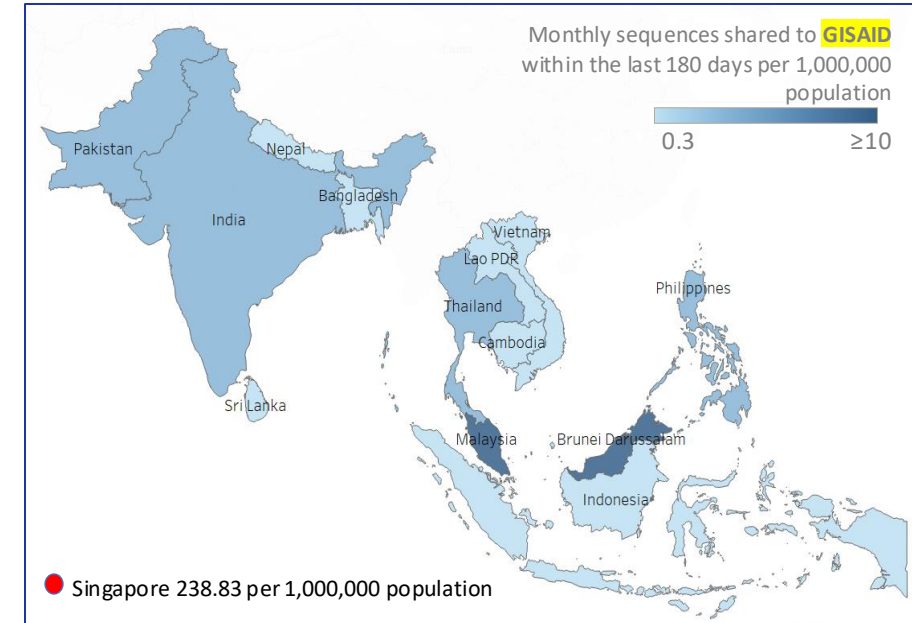 Monthly sequences shared to GISAID
within the last 180 days per 1,000,000
population
0.3 ≥10
Pakistan
Nepal
Bangladesh
India
Vietnam
Lao PDR
Thailand
Philippines
Cambodia
Sri Lanka
Malaysia
Brunei Darussalam
Indonesia
Singapore 238.83 per 1,000,000 population